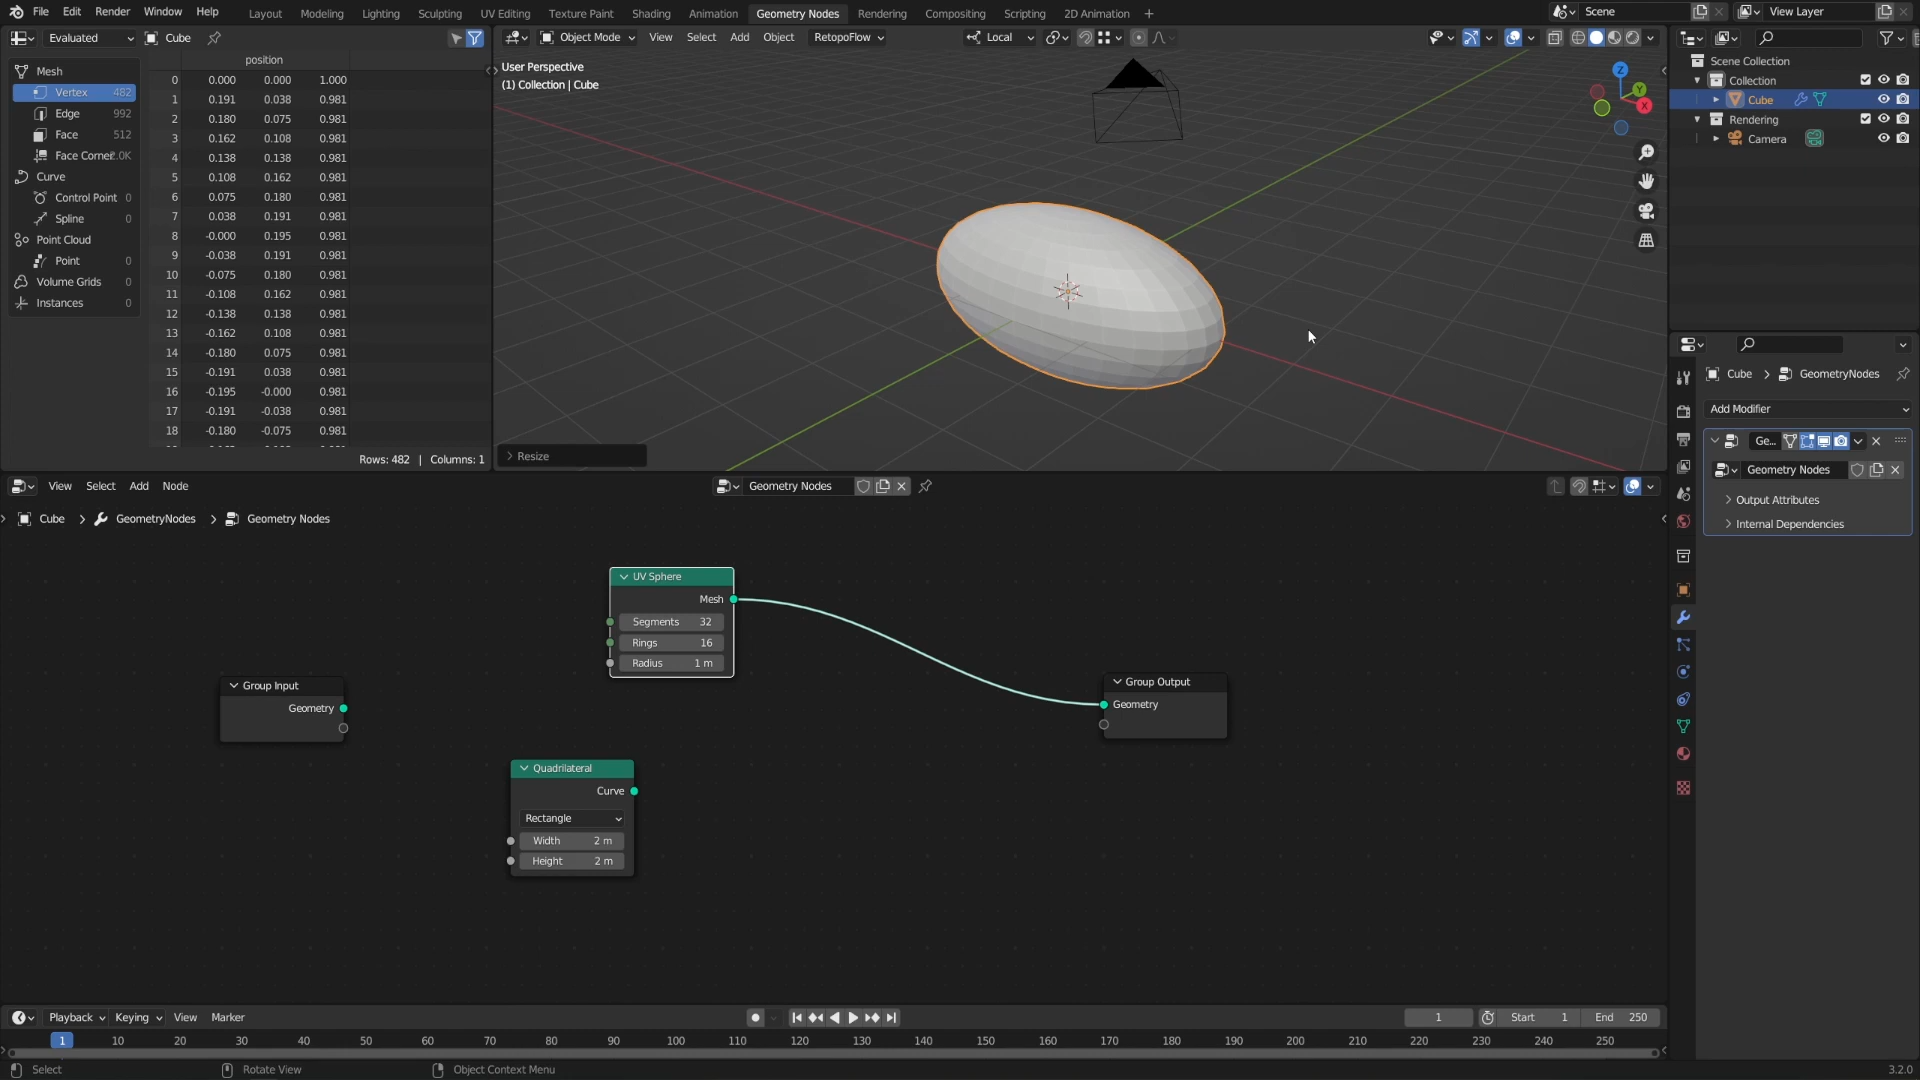 File Edit Render Window Help Layout Modeling Lighting Sculpting UV Editing Texture Paint Shading Animation Geometry Nodes Rendering Compositing Scripting 2D Animation + Scene View Layer
Evaluated Cube
position
Mesh
Vertex 482
Edge 992
Face 512
Face Corner 2.0K
Curve
Control Point 0
Spline 0
Point Cloud
Point 0
Volume Grids 0
Instances 0
0 0.000 0.000 1.000
1 0.191 0.038 0.981
2 0.180 0.075 0.981
3 0.162 0.108 0.981
4 0.138 0.138 0.981
5 0.108 0.162 0.981
6 0.075 0.180 0.981
7 0.038 0.191 0.981
8 -0.000 0.195 0.981
9 -0.038 0.191 0.981
10 -0.075 0.180 0.981
11 -0.108 0.162 0.981
12 -0.138 0.138 0.981
13 -0.162 0.108 0.981
14 -0.180 0.075 0.981
15 -0.191 0.038 0.981
16 -0.195 -0.000 0.981
17 -0.191 -0.038 0.981
18 -0.180 -0.075 0.981
Rows: 482 | Columns: 1
Object Mode View Select Add Object RetopoFlow Local
User Perspective
(1) Collection | Cube
Z
Y
X
> Resize
Scene Collection
Collection
Cube
Rendering
Camera
Cube > GeometryNodes
Add Modifier
Ge...
Geometry Nodes
> Output Attributes
> Internal Dependencies
View Select Add Node Geometry Nodes
Cube > GeometryNodes > Geometry Nodes
UV Sphere
Mesh
Segments 32
Rings 16
Radius 1 m
Group Input
Geometry
Group Output
Geometry
Quadrilateral
Curve
Rectangle
Width 2 m
Height 2 m
Playback Keying View Marker 1 Start 1 End 250
1 10 20 30 40 50 60 70 80 90 100 110 120 130 140 150 160 170 180 190 200 210 220 230 240 250
Select Rotate View Object Context Menu 3.2.0